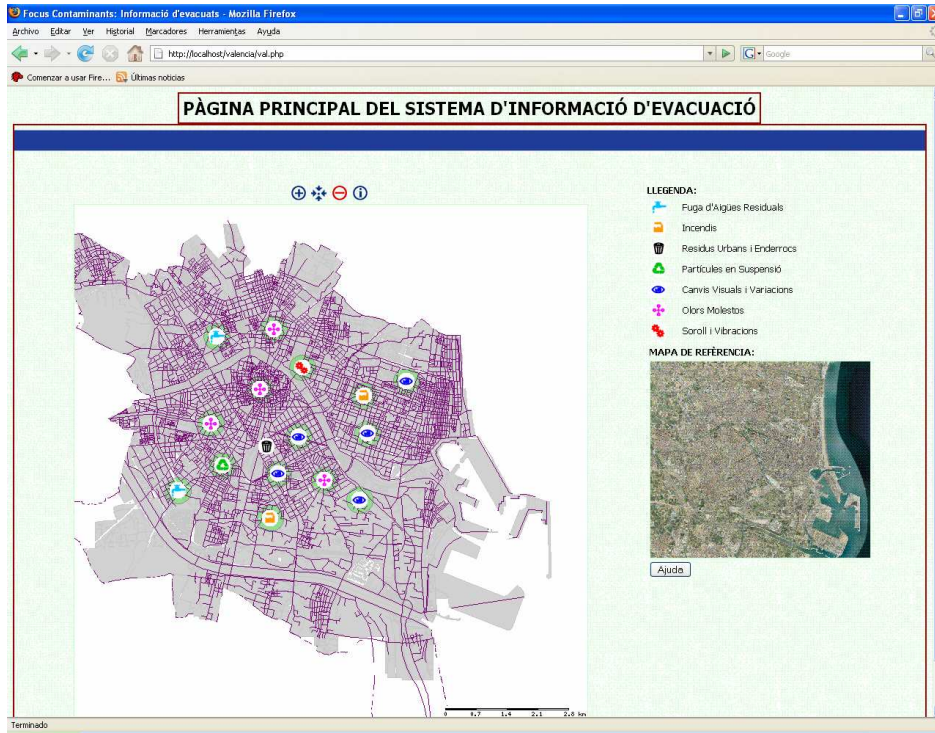 Focus Contaminants: Informació d'evacuats - Mozilla Firefox
Archivo Editar Ver Historial Marcadores Herramientas Ayuda
http://localhost/valencia/val.php
Google
Comenzar a usar Fire... Últimas noticias
PÀGINA PRINCIPAL DEL SISTEMA D'INFORMACIÓ D'EVACUACIÓ
LLEGENDA:
Fuga d'Aigües Residuals
Incendis
Residus Urbans i Enderrocs
Partícules en Suspensió
Canvis Visuals i Variacions
Olors Molestos
Soroll i Vibracions
MAPA DE REFÈRENCIA:
Ajuda
0 0.7 1.4 2.1 2.8 km
Terminado